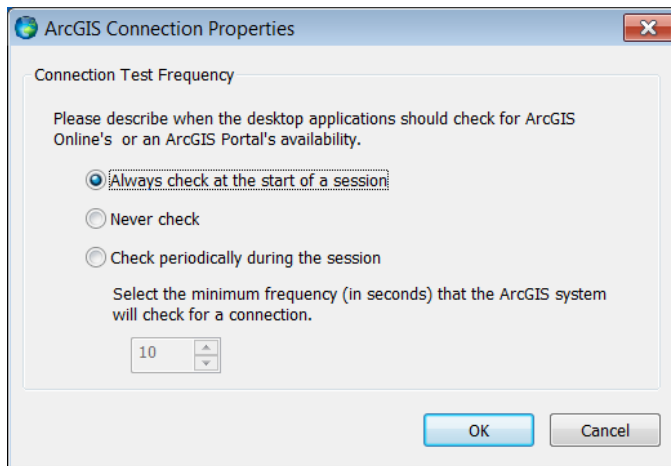 ArcGIS Connection Properties
Connection Test Frequency
Please describe when the desktop applications should check for ArcGIS
Online's or an ArcGIS Portal's availability.
Always check at the start of a session
Never check
Check periodically during the session
Select the minimum frequency (in seconds) that the ArcGIS system
will check for a connection.
10
OK Cancel